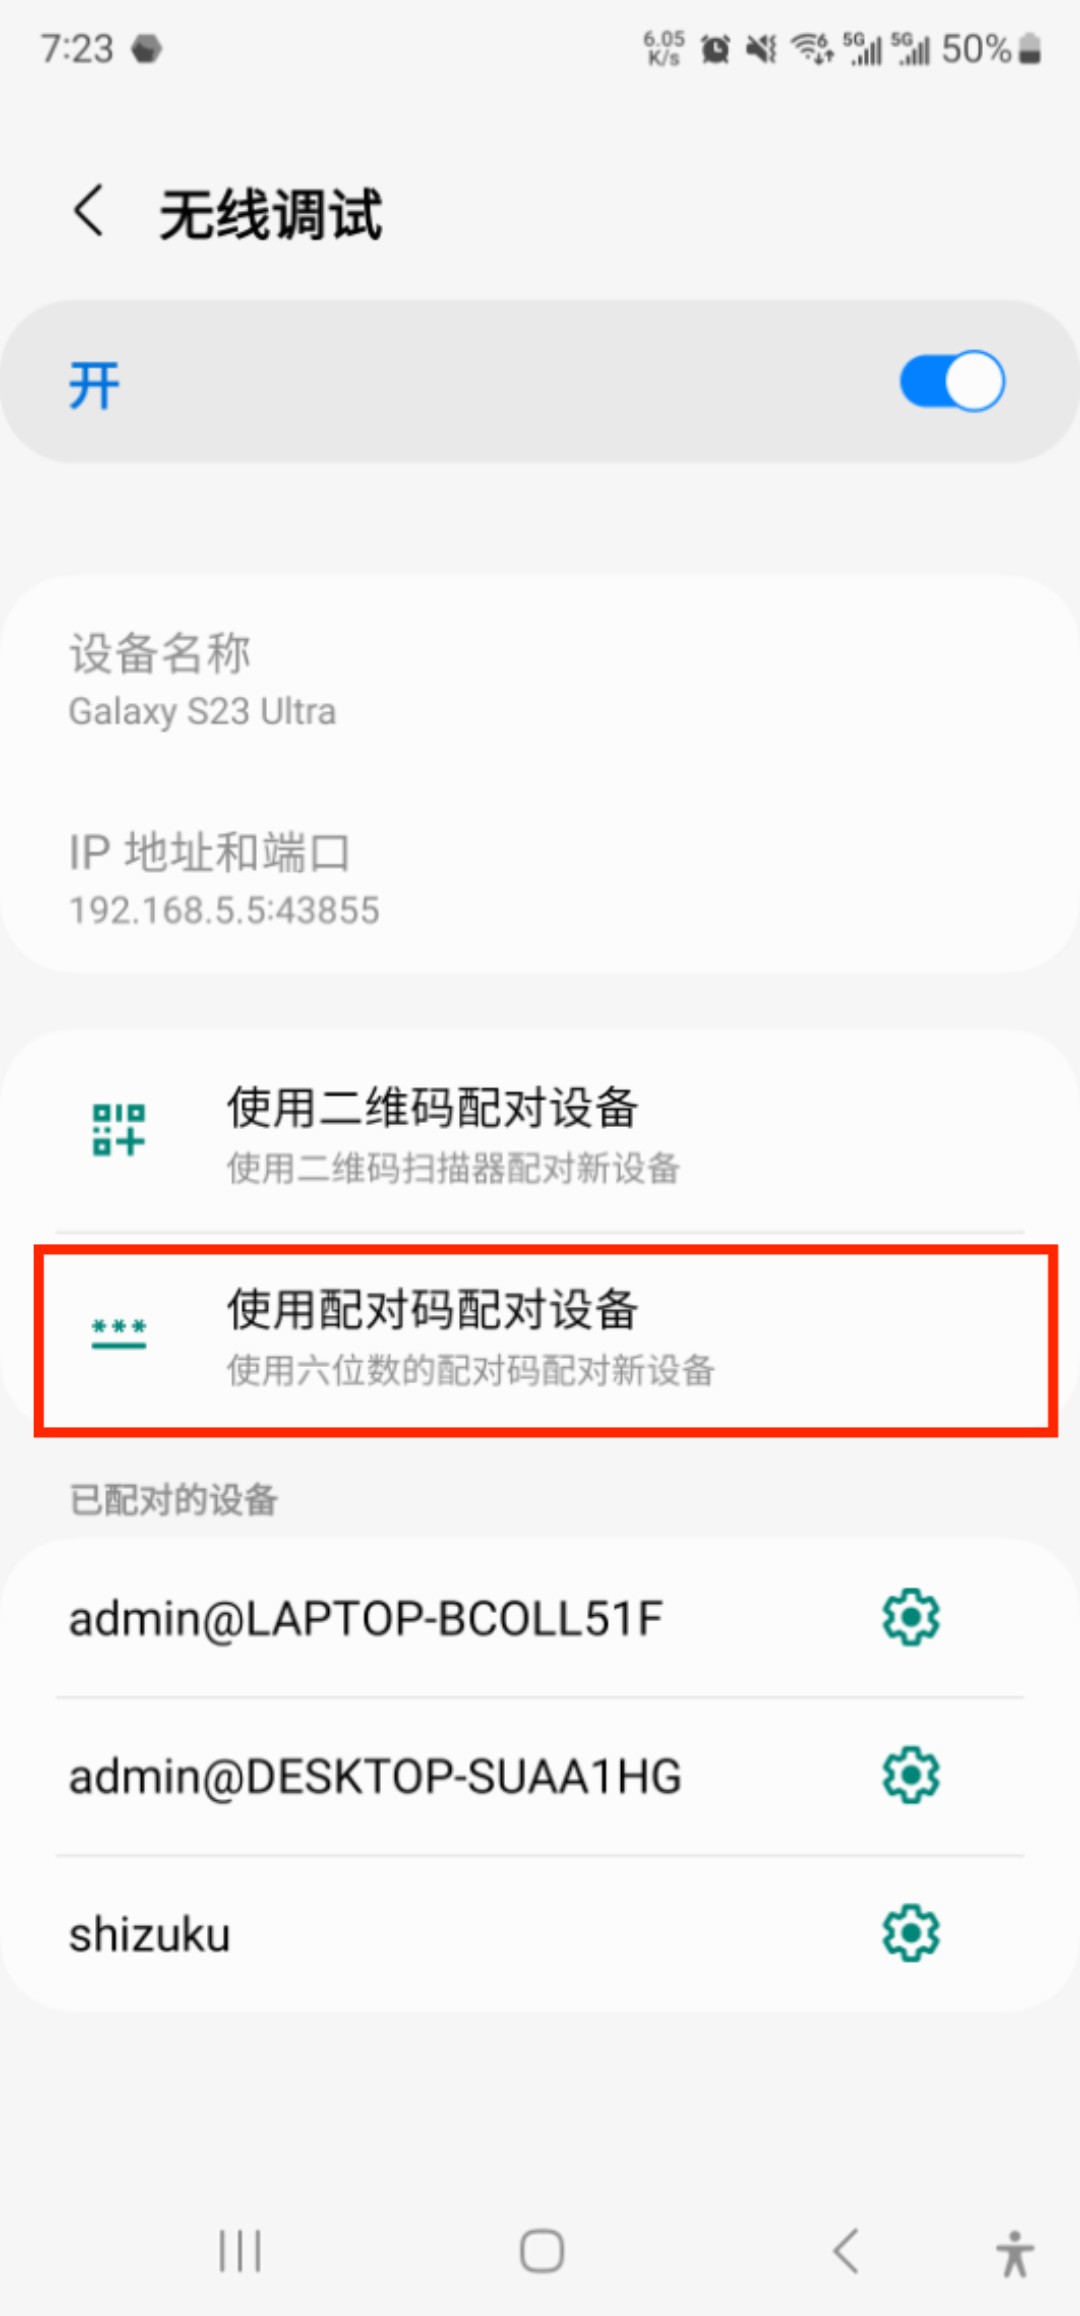 7:23
6.05
K/s
6
5G
5G
50%
无线调试
开
设备名称
Galaxy S23 Ultra
IP 地址和端口
192.168.5.5:43855
使用二维码配对设备
使用二维码扫描器配对新设备
***
使用配对码配对设备
使用六位数的配对码配对新设备
已配对的设备
admin@LAPTOP-BCOLL51F
admin@DESKTOP-SUAA1HG
shizuku